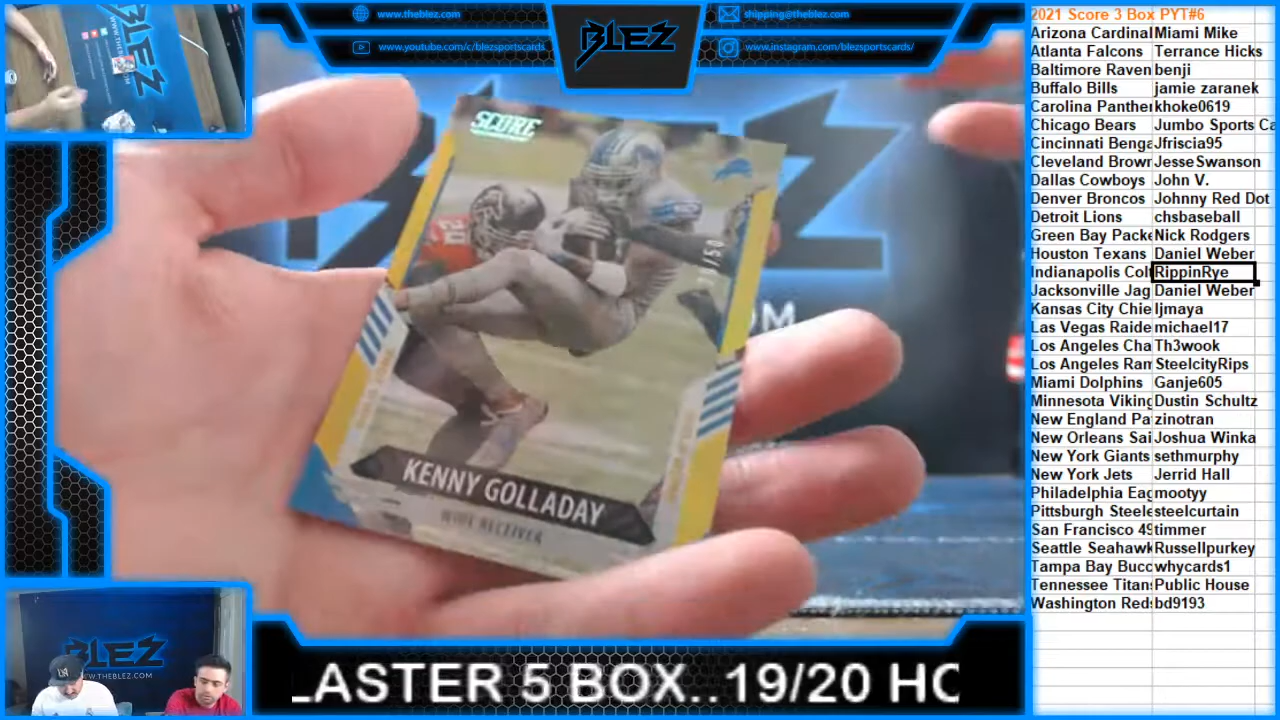 www.theblez.com
shipping@theblez.com
www.youtube.com/c/blezsportscards
www.instagram.com/blezsportscards/
BLEZ
SCORE
/50
KENNY GOLLADAY
WIDE RECEIVER
BLEZ
WWW.THEBLEZ.COM
LASTER 5 BOX..19/20 HO
2021 Score 3 Box PYT#6
Arizona Cardinal Miami Mike
Atlanta Falcons Terrance Hicks
Baltimore Raven benji
Buffalo Bills jamie zaranek
Carolina Panther khoke0619
Chicago Bears Jumbo Sports Ca
Cincinnati Benga Jfriscia95
Cleveland Brown JesseSwanson
Dallas Cowboys John V.
Denver Broncos Johnny Red Dot
Detroit Lions chsbaseball
Green Bay Packe Nick Rodgers
Houston Texans Daniel Weber
Indianapolis Colt RippinRye
Jacksonville Jag Daniel Weber
Kansas City Chie ljmaya
Las Vegas Raide michael17
Los Angeles Cha Th3wook
Los Angeles Ram SteelcityRips
Miami Dolphins Ganje605
Minnesota Viking Dustin Schultz
New England Pa zinotran
New Orleans Sai Joshua Winka
New York Giants sethmurphy
New York Jets Jerrid Hall
Philadelphia Eag mootyy
Pittsburgh Steele steelcurtain
San Francisco 49 timmer
Seattle Seahawk Russellpurkey
Tampa Bay Bucc whycards1
Tennessee Titan Public House
Washington Reds bd9193